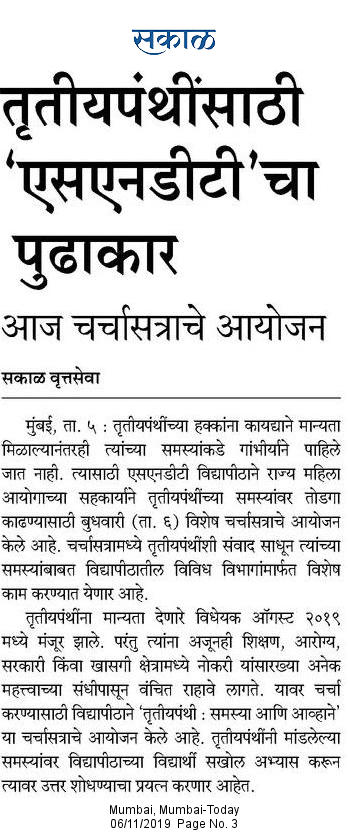 सकाळ
तृतीयपंथींसाठी
‘एसएनडीटी’चा
पुढाकार
आज चर्चासत्राचे आयोजन
सकाळ वृत्तसेवा
मुंबई, ता. ५ : तृतीयपंथींच्या हक्कांना कायद्याने मान्यता
मिळाल्यानंतरही त्यांच्या समस्यांकडे गांभीर्याने पाहिले
जात नाही. त्यासाठी एसएनडीटी विद्यापीठाने राज्य महिला
आयोगाच्या सहकार्याने तृतीयपंथींच्या समस्यांवर तोडगा
काढण्यासाठी बुधवारी (ता. ६) विशेष चर्चासत्राचे आयोजन
केले आहे. चर्चासत्रामध्ये तृतीयपंथींशी संवाद साधून त्यांच्या
समस्यांबाबत विद्यापीठातील विविध विभागांमार्फत विशेष
काम करण्यात येणार आहे.
तृतीयपंथींना मान्यता देणारे विधेयक ऑगस्ट २०१९
मध्ये मंजूर झाले. परंतु त्यांना अजूनही शिक्षण, आरोग्य,
सरकारी किंवा खासगी क्षेत्रामध्ये नोकरी यांसारख्या अनेक
महत्त्वाच्या संधीपासून वंचित राहावे लागते. यावर चर्चा
करण्यासाठी विद्यापीठाने ‘तृतीयपंथी : समस्या आणि आव्हाने’
या चर्चासत्राचे आयोजन केले आहे. तृतीयपंथींनी मांडलेल्या
समस्यांवर विद्यापीठाच्या विद्यार्थी सखोल अभ्यास करून
त्यावर उत्तर शोधण्याचा प्रयत्न करणार आहेत.
Mumbai, Mumbai-Today
06/11/2019 Page No. 3